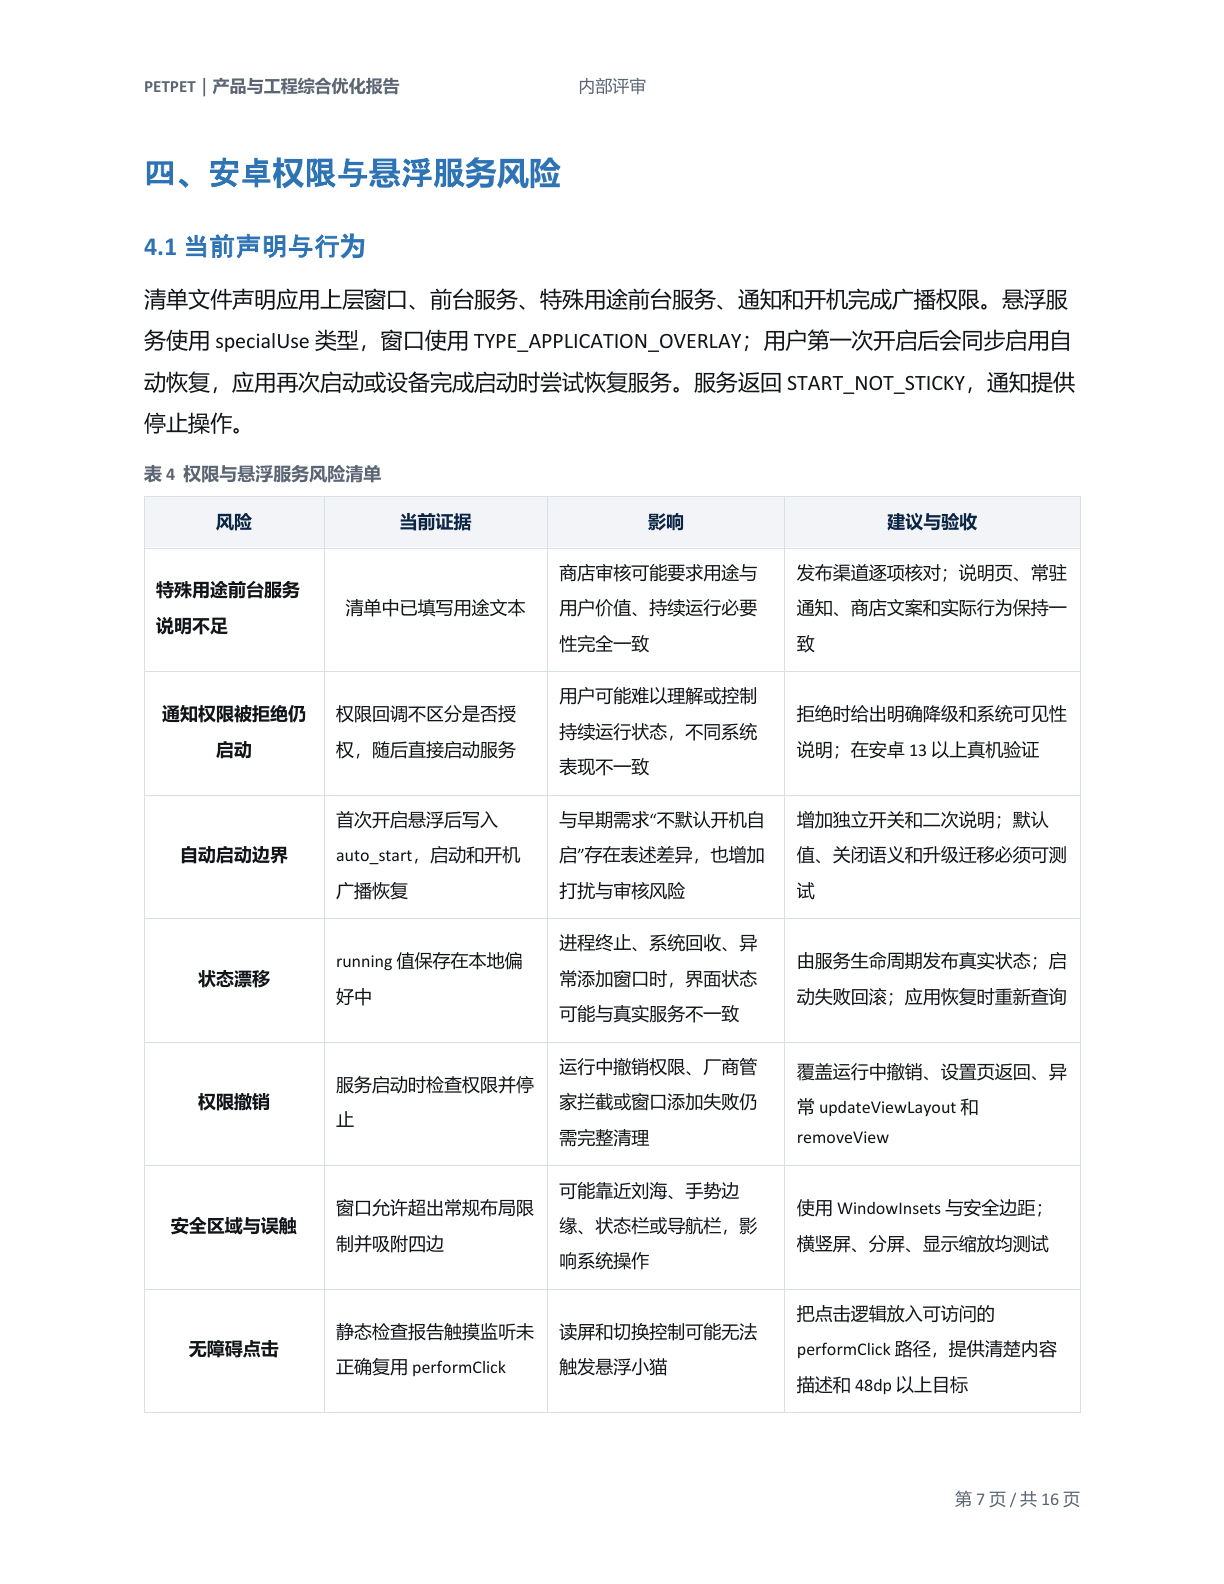 PETPET｜产品与工程综合优化报告
内部评审
四、安卓权限与悬浮服务风险
4.1 当前声明与行为
清单文件声明应用上层窗口、前台服务、特殊用途前台服务、通知和开机完成广播权限。悬浮服
务使用 specialUse 类型，窗口使用 TYPE_APPLICATION_OVERLAY；用户第一次开启后会同步启用自
动恢复，应用再次启动或设备完成启动时尝试恢复服务。服务返回 START_NOT_STICKY，通知提供
停止操作。
表 4 权限与悬浮服务风险清单
风险
当前证据
影响
建议与验收
特殊用途前台服务
说明不足
清单中已填写用途文本
商店审核可能要求用途与
用户价值、持续运行必要
性完全一致
发布渠道逐项核对；说明页、常驻
通知、商店文案和实际行为保持一
致
通知权限被拒绝仍
启动
权限回调不区分是否授
权，随后直接启动服务
用户可能难以理解或控制
持续运行状态，不同系统
表现不一致
拒绝时给出明确降级和系统可见性
说明；在安卓 13 以上真机验证
自动启动边界
首次开启悬浮后写入
auto_start，启动和开机
广播恢复
与早期需求“不默认开机自
启”存在表述差异，也增加
打扰与审核风险
增加独立开关和二次说明；默认
值、关闭语义和升级迁移必须可测
试
状态漂移
running 值保存在本地偏
好中
进程终止、系统回收、异
常添加窗口时，界面状态
可能与真实服务不一致
由服务生命周期发布真实状态；启
动失败回滚；应用恢复时重新查询
权限撤销
服务启动时检查权限并停
止
运行中撤销权限、厂商管
家拦截或窗口添加失败仍
需完整清理
覆盖运行中撤销、设置页返回、异
常 updateViewLayout 和
removeView
安全区域与误触
窗口允许超出常规布局限
制并吸附四边
可能靠近刘海、手势边
缘、状态栏或导航栏，影
响系统操作
使用 WindowInsets 与安全边距；
横竖屏、分屏、显示缩放均测试
无障碍点击
静态检查报告触摸监听未
正确复用 performClick
读屏和切换控制可能无法
触发悬浮小猫
把点击逻辑放入可访问的
performClick 路径，提供清楚内容
描述和 48dp 以上目标
第 7 页 / 共 16 页